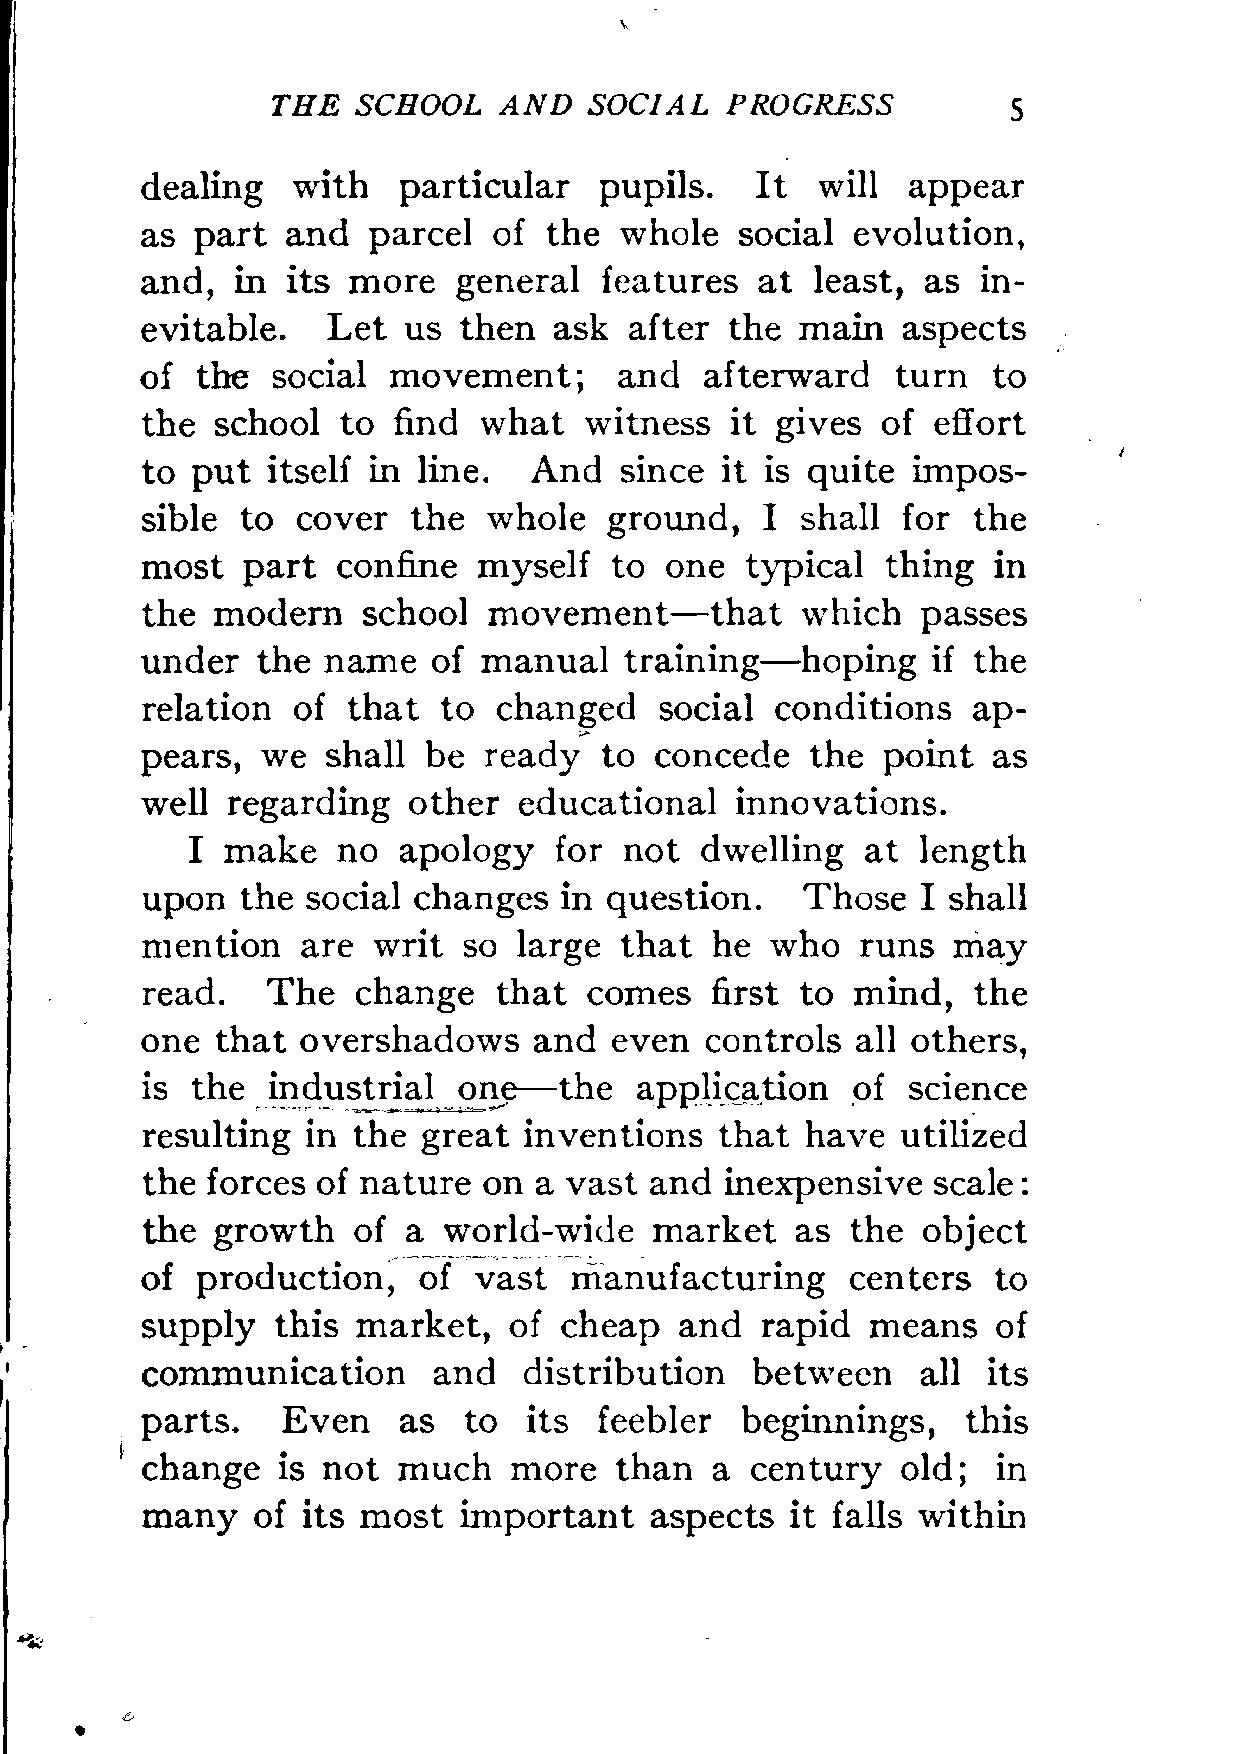 THE SCHOOL AND SOCIAL PROGRESS 5
dealing with particular pupils. It will appear
as part and parcel of the whole social evolution,
and, in its more general features at least, as in-
evitable. Let us then ask after the main aspects
of the social movement; and afterward turn to
the school to find what witness it gives of effort
to put itself in line. And since it is quite impos-
sible to cover the whole ground, I shall for the
most part confine myself to one typical thing in
the modern school movement—that which passes
under the name of manual training—hoping if the
relation of that to changed social conditions ap-
pears, we shall be ready to concede the point as
well regarding other educational innovations.
I make no apology for not dwelling at length
upon the social changes in question. Those I shall
mention are writ so large that he who runs may
read. The change that comes first to mind, the
one that overshadows and even controls all others,
is the industrial one—the application of science
resulting in the great inventions that have utilized
the forces of nature on a vast and inexpensive scale:
the growth of a world-wide market as the object
of production, of vast manufacturing centers to
supply this market, of cheap and rapid means of
communication and distribution between all its
parts. Even as to its feebler beginnings, this
change is not much more than a century old; in
many of its most important aspects it falls within